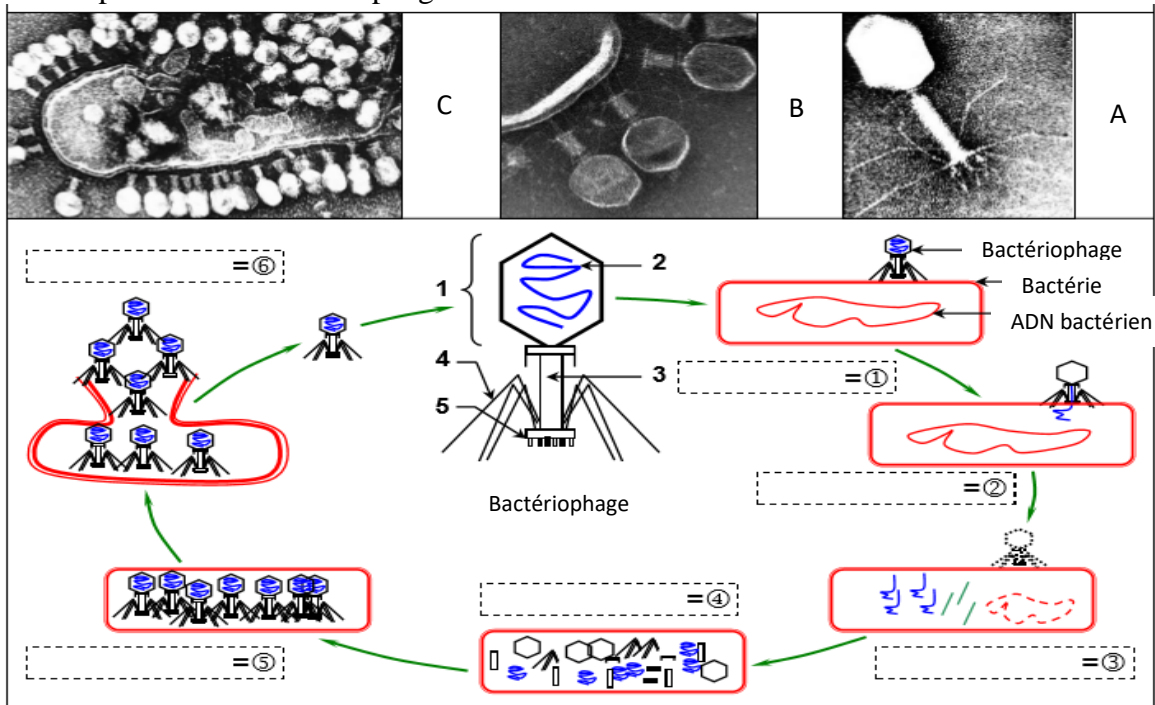 C
B
A
=⑥
1
2
Bactériophage
Bactérie
ADN bactérien
4
3
=①
5
=②
Bactériophage
=④
=⑤
=③